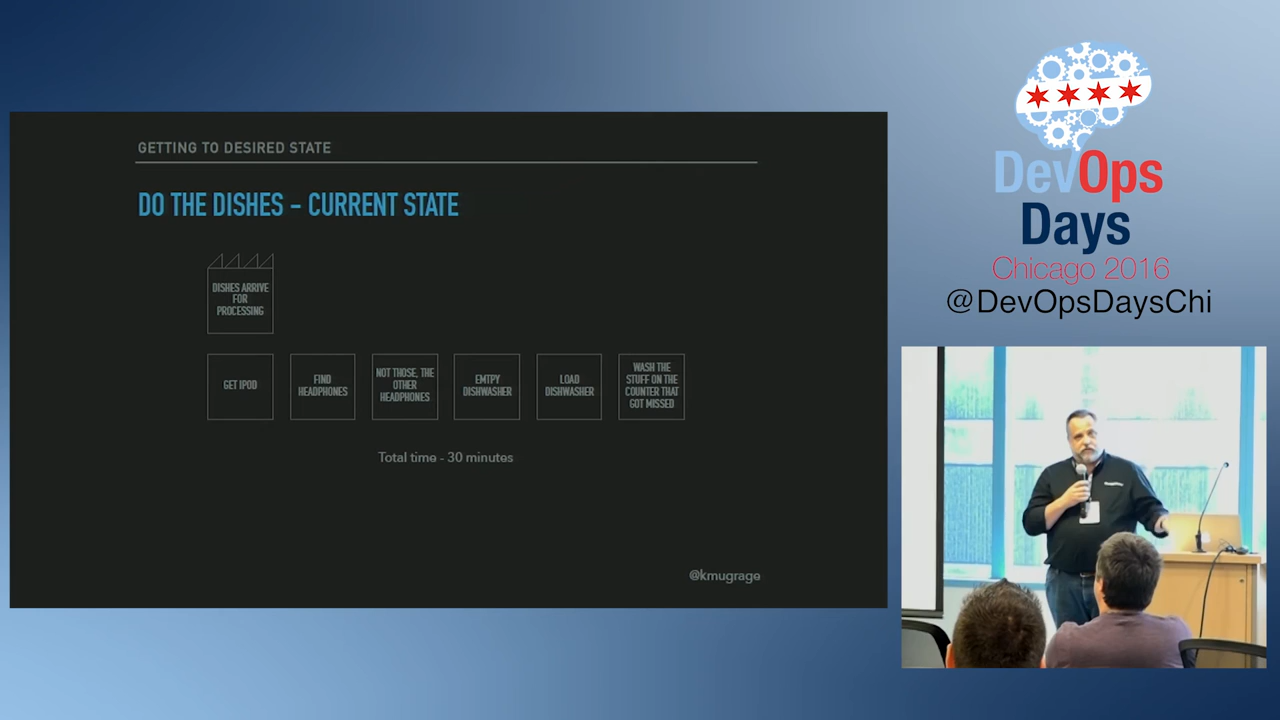 GETTING TO DESIRED STATE
DO THE DISHES – CURRENT STATE
DISHES ARRIVE
FOR
PROCESSING
GET IPOD
FIND
HEADPHONES
NOT THOSE, THE
OTHER
HEADPHONES
EMTPY
DISHWASHER
LOAD
DISHWASHER
WASH THE
STUFF ON THE
COUNTER THAT
GOT MISSED
Total time - 30 minutes
@kmugrage
DevOps
Days
Chicago 2016
@DevOpsDaysChi